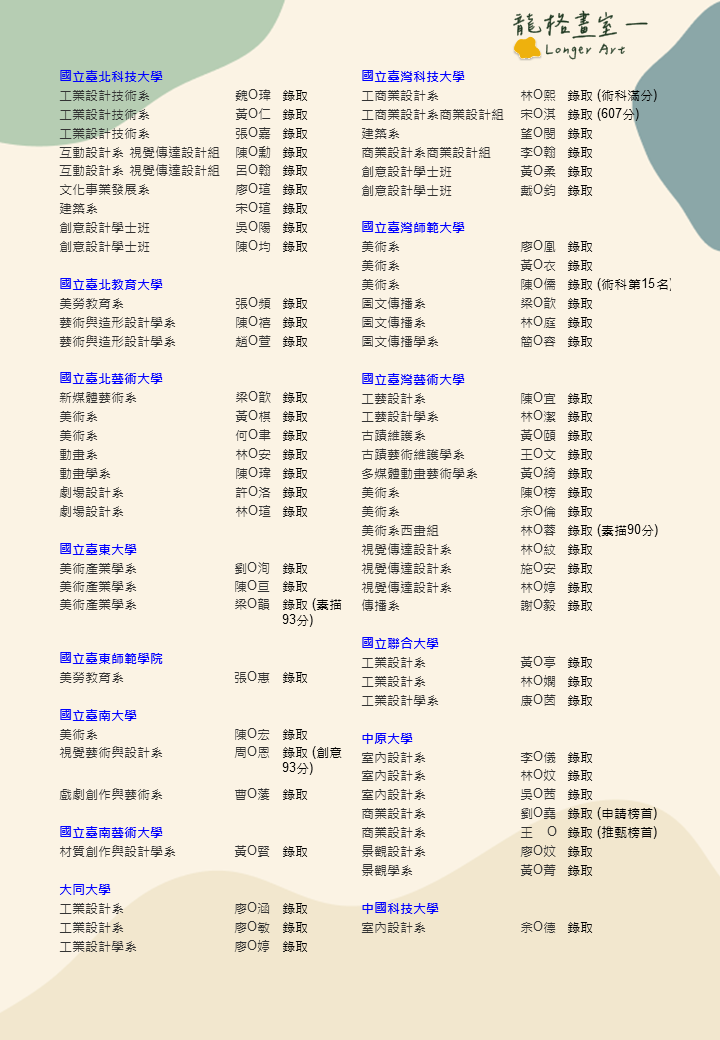 龍格畫室
Longer Art
國立臺北科技大學
工業設計技術系 魏O瑋 錄取
工業設計技術系 黃O仁 錄取
工業設計技術系 張O嘉 錄取
互動設計系 視覺傳達設計組 陳O勳 錄取
互動設計系 視覺傳達設計組 呂O翰 錄取
文化事業發展系 廖O瑄 錄取
建築系 宋O瑄 錄取
創意設計學士班 吳O陽 錄取
創意設計學士班 陳O均 錄取
國立臺北教育大學
美勞教育系 張O頻 錄取
藝術與造形設計學系 陳O禧 錄取
藝術與造形設計學系 趙O萱 錄取
國立臺北藝術大學
新媒體藝術系 梁O歆 錄取
美術系 黃O棋 錄取
美術系 何O聿 錄取
動畫系 林O安 錄取
動畫學系 陳O瑋 錄取
劇場設計系 許O洛 錄取
劇場設計系 林O瑄 錄取
國立臺東大學
美術產業學系 劉O洵 錄取
美術產業學系 陳O亘 錄取
美術產業學系 梁O韻 錄取 (素描
93分)
國立臺東師範學院
美勞教育系 張O惠 錄取
國立臺南大學
美術系 陳O宏 錄取
視覺藝術與設計系 周O恩 錄取 (創意
93分)
戲劇創作與藝術系 曹O薳 錄取
國立臺南藝術大學
材質創作與設計學系 黃O賢 錄取
大同大學
工業設計系 廖O涵 錄取
工業設計系 廖O敏 錄取
工業設計學系 廖O婷 錄取
國立臺灣科技大學
工商業設計系 林O熙 錄取 (術科滿分)
工商業設計系商業設計組 宋O淇 錄取 (607分)
建築系 望O閔 錄取
商業設計系商業設計組 李O翰 錄取
創意設計學士班 黃O柔 錄取
創意設計學士班 戴O鈞 錄取
國立臺灣師範大學
美術系 廖O凰 錄取
美術系 黃O衣 錄取
美術系 陳O儒 錄取 (術科第15名)
圖文傳播系 梁O歆 錄取
圖文傳播系 林O庭 錄取
圖文傳播學系 簡O容 錄取
國立臺灣藝術大學
工藝設計系 陳O宜 錄取
工藝設計學系 林O潔 錄取
古蹟維護系 黃O頤 錄取
古蹟藝術維護學系 王O文 錄取
多媒體動畫藝術學系 黃O綺 錄取
美術系 陳O榜 錄取
美術系 余O倫 錄取
美術系西畫組 林O蓉 錄取 (素描90分)
視覺傳達設計系 林O紋 錄取
視覺傳達設計系 施O安 錄取
視覺傳達設計系 林O婷 錄取
傳播系 謝O毅 錄取
國立聯合大學
工業設計系 黃O亭 錄取
工業設計系 林O嫻 錄取
工業設計學系 康O茵 錄取
中原大學
室內設計系 李O儀 錄取
室內設計系 林O妏 錄取
室內設計系 吳O茜 錄取
商業設計系 劉O堯 錄取 (申請榜首)
商業設計系 王 O 錄取 (推甄榜首)
景觀設計系 廖O妏 錄取
景觀學系 黃O菁 錄取
中國科技大學
室內設計系 余O德 錄取